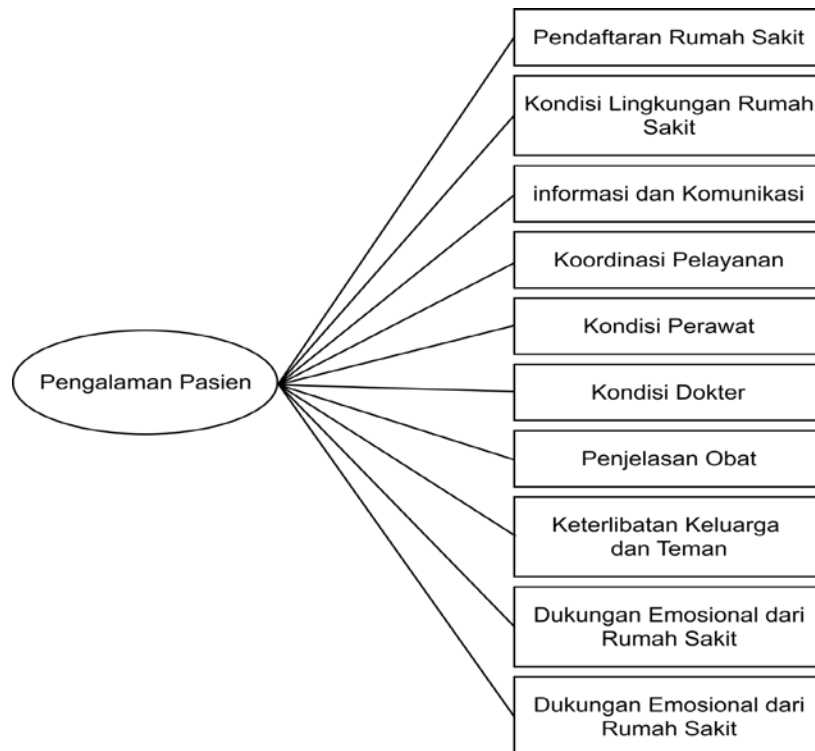 Pendaftaran Rumah Sakit
Kondisi Lingkungan Rumah
Sakit
informasi dan Komunikasi
Koordinasi Pelayanan
Kondisi Perawat
Pengalaman Pasien
Kondisi Dokter
Penjelasan Obat
Keterlibatan Keluarga
dan Teman
Dukungan Emosional dari
Rumah Sakit
Dukungan Emosional dari
Rumah Sakit